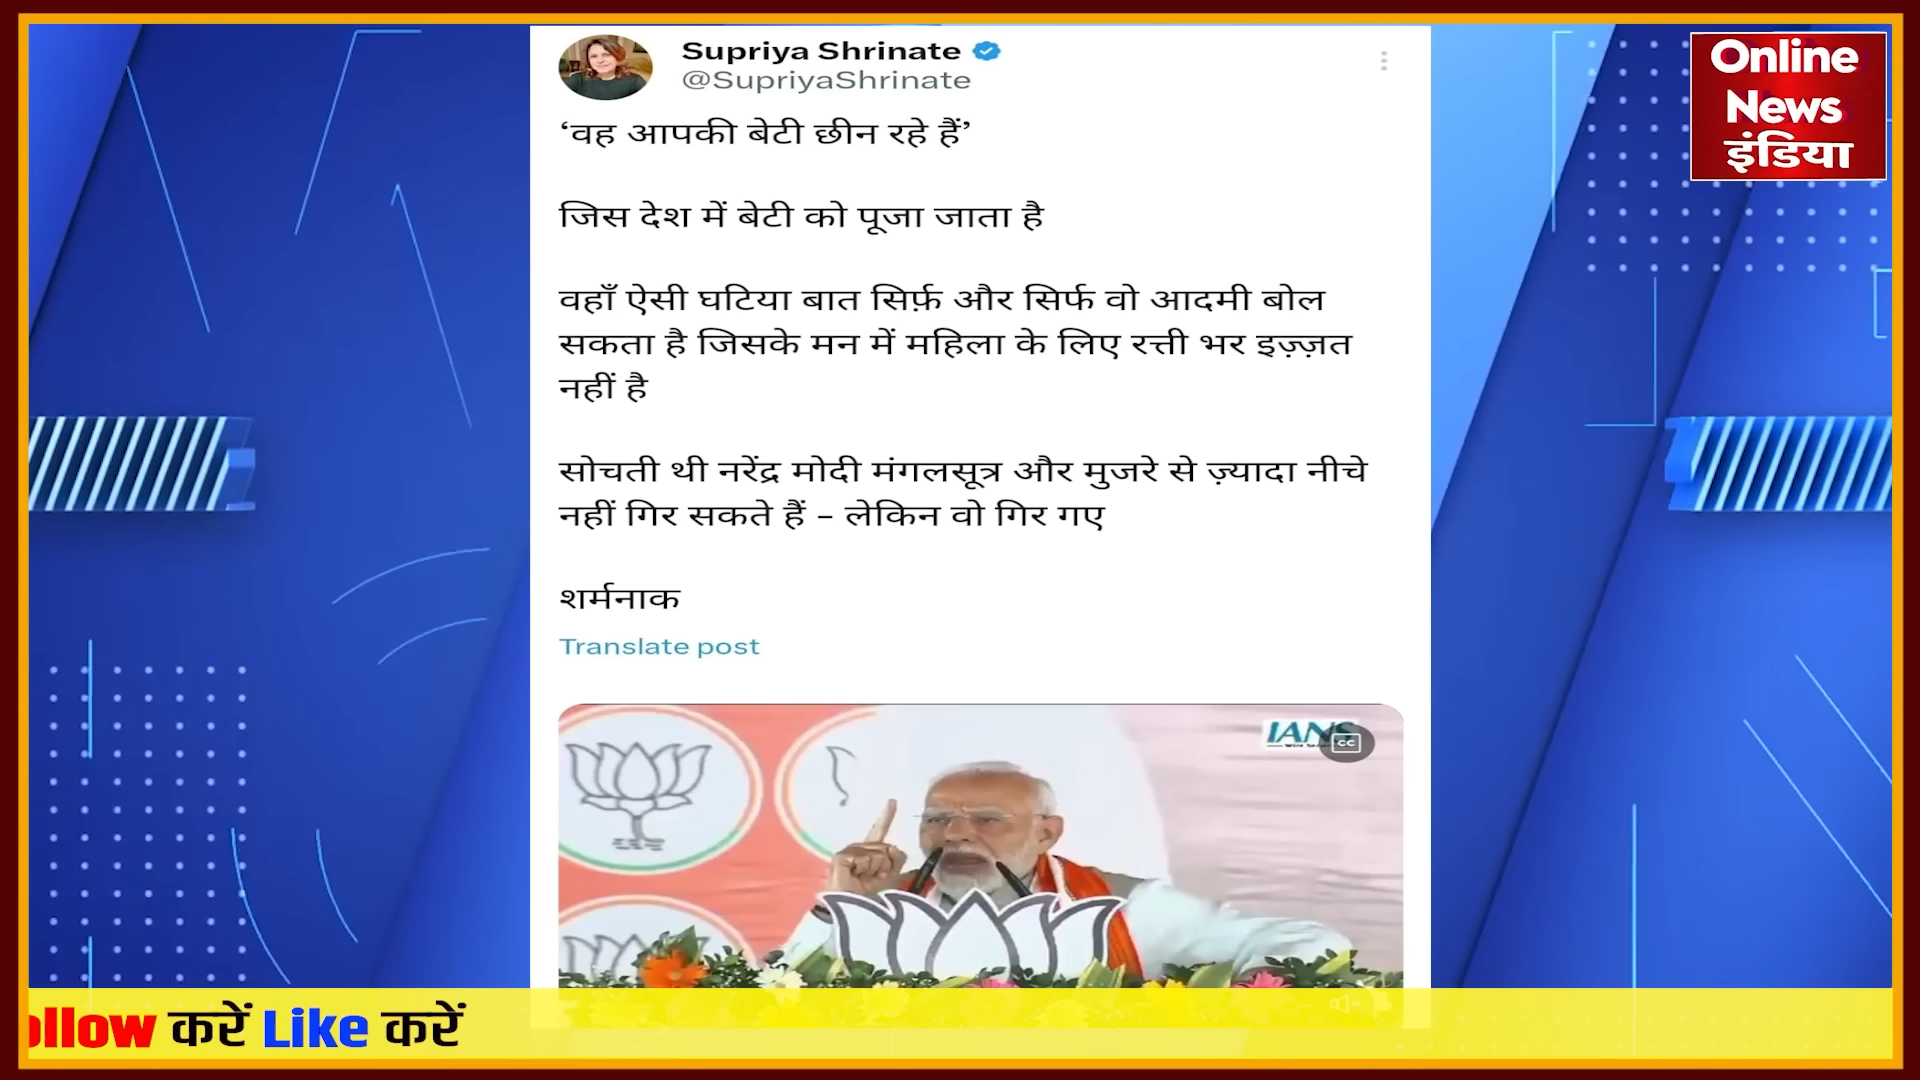 Supriya Shrinate
@SupriyaShrinate
‘वह आपकी बेटी छीन रहे हैं’
जिस देश में बेटी को पूजा जाता है
वहाँ ऐसी घटिया बात सिर्फ़ और सिर्फ वो आदमी बोल
सकता है जिसके मन में महिला के लिए रत्ती भर इज़्ज़त
नहीं है
सोचती थी नरेंद्र मोदी मंगलसूत्र और मुजरे से ज़्यादा नीचे
नहीं गिर सकते हैं – लेकिन वो गिर गए
शर्मनाक
Translate post
IANS
CC
Online
News
इंडिया
ollow करें Like करें